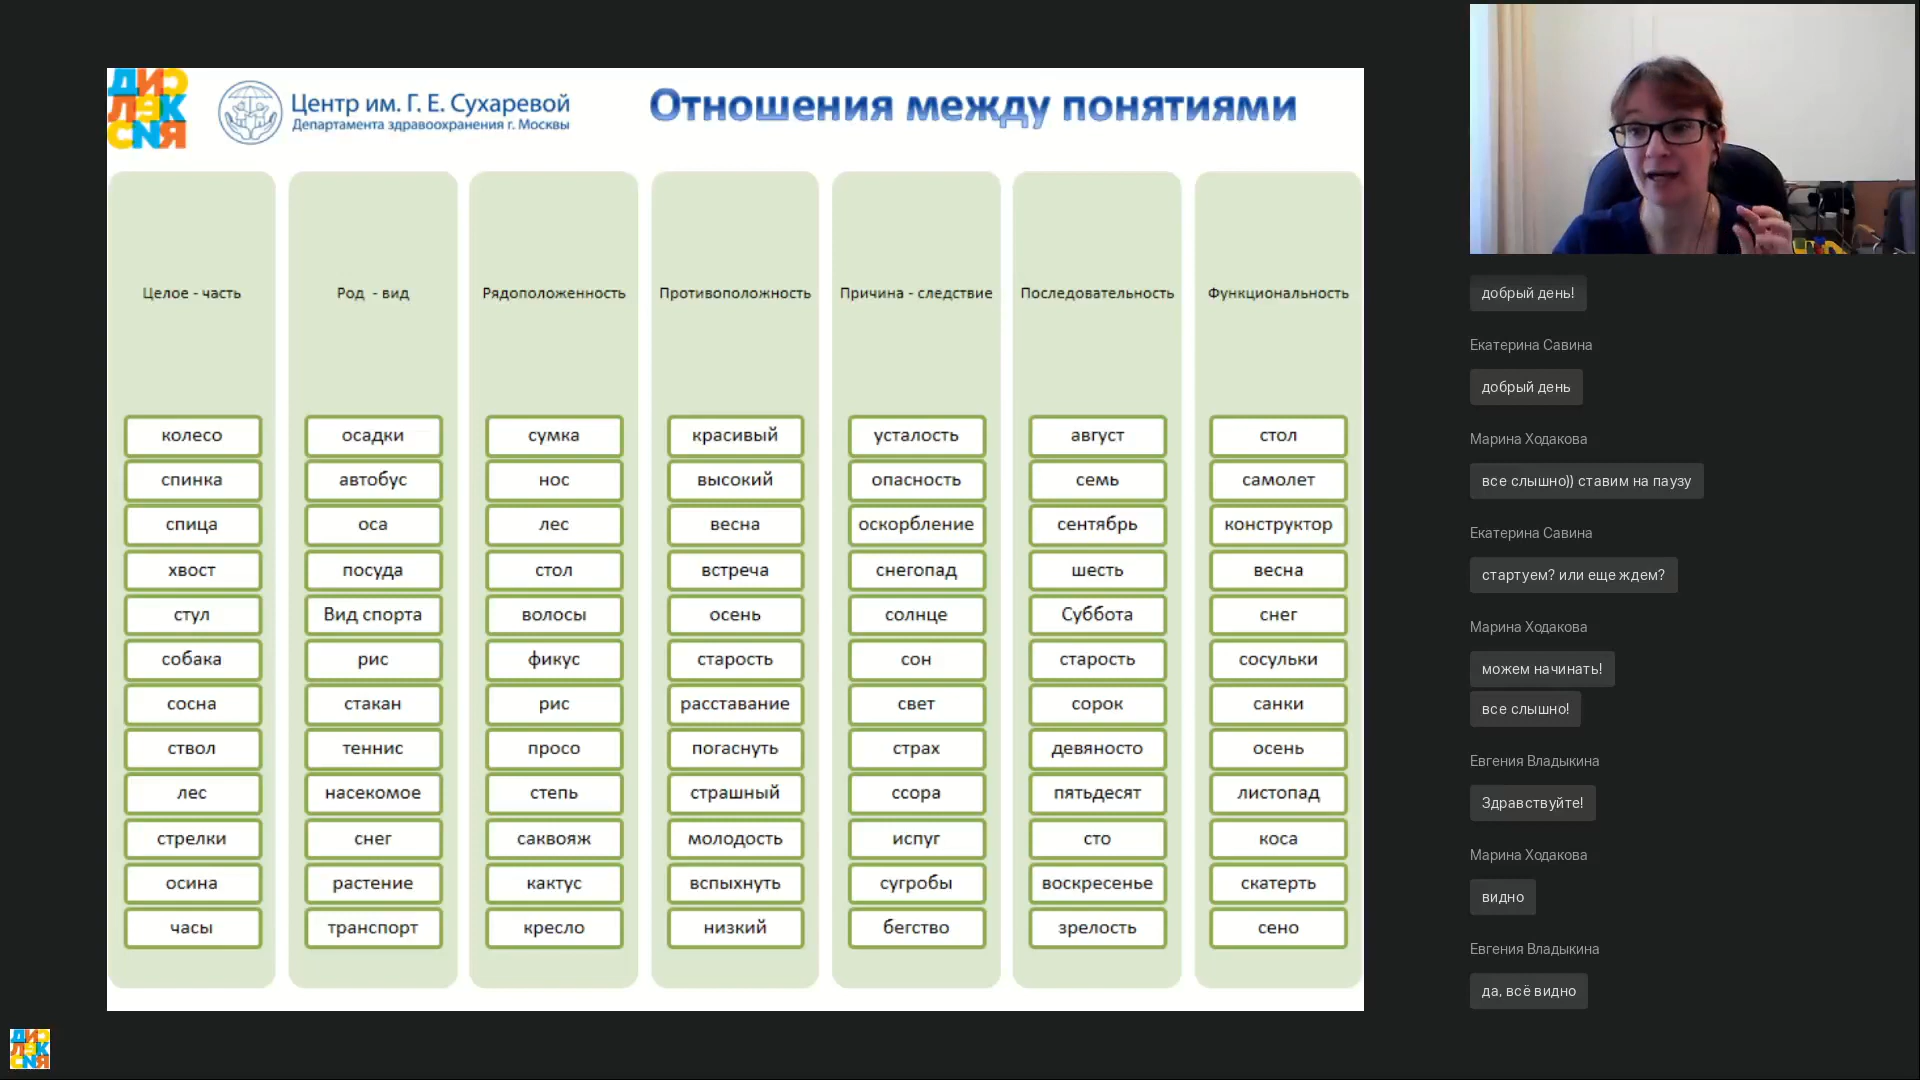 ДИС
ЛЕК
СИЯ
Центр им. Г. Е. Сухаревой
Департамента здравоохранения г. Москвы
Отношения между понятиями
Целое - часть
колесо
спинка
спица
хвост
стул
собака
сосна
ствол
лес
стрелки
осина
часы
Род - вид
осадки
автобус
оса
посуда
Вид спорта
рис
стакан
теннис
насекомое
снег
растение
транспорт
Рядоположенность
сумка
нос
лес
стол
волосы
фикус
рис
просо
степь
саквояж
кактус
кресло
Противоположность
красивый
высокий
весна
встреча
осень
старость
расставание
погаснуть
страшный
молодость
вспыхнуть
низкий
Причина - следствие
усталость
опасность
оскорбление
снегопад
солнце
сон
свет
страх
ссора
испуг
сугробы
бегство
Последовательность
август
семь
сентябрь
шесть
Суббота
старость
сорок
девяносто
пятьдесят
сто
воскресенье
зрелость
Функциональность
стол
самолет
конструктор
весна
снег
сосульки
санки
осень
листопад
коса
скатерть
сено
добрый день!
Екатерина Савина
добрый день
Марина Ходакова
все слышно)) ставим на паузу
Екатерина Савина
стартуем? или еще ждем?
Марина Ходакова
можем начинать!
все слышно!
Евгения Владыкина
Здравствуйте!
Марина Ходакова
видно
Евгения Владыкина
да, всё видно
ДИС
ЛЕК
СИЯ